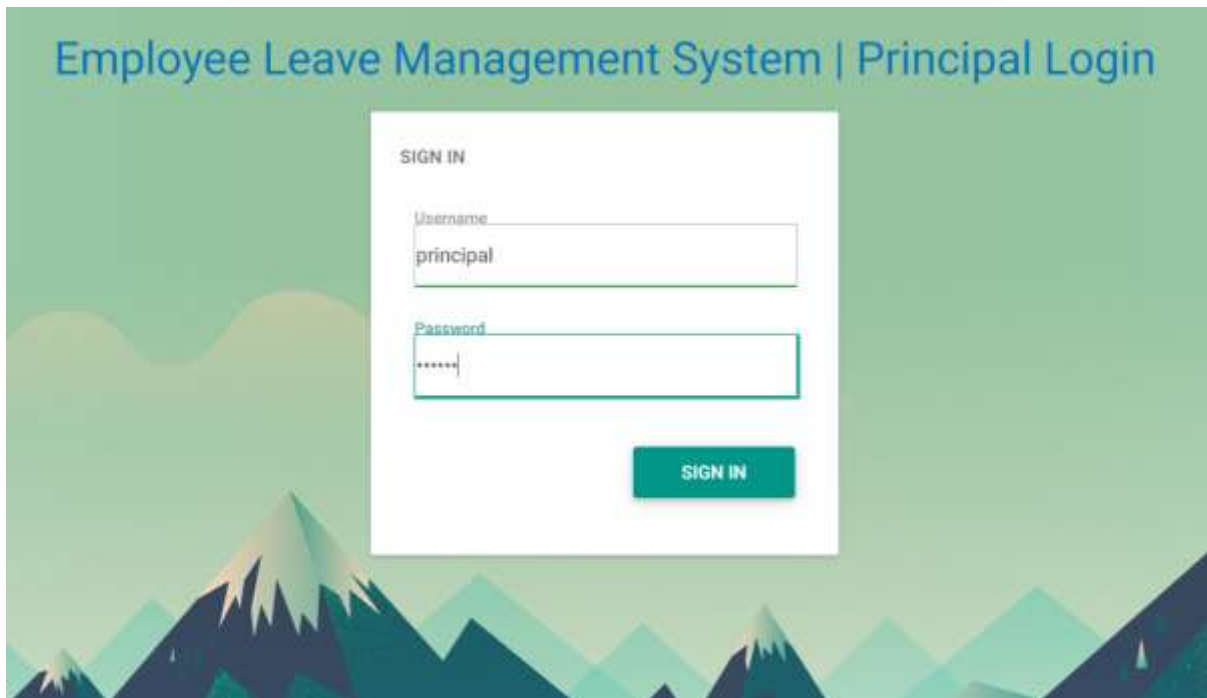 Employee Leave Management System | Principal Login
SIGN IN
Username
principal
Password
••••••
SIGN IN